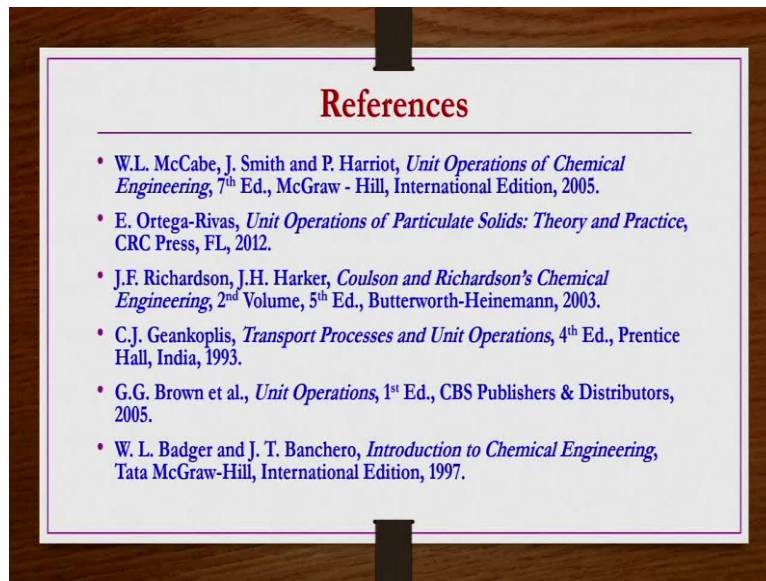 References
• W.L. McCabe, J. Smith and P. Harriot, Unit Operations of Chemical
Engineering, 7th Ed., McGraw - Hill, International Edition, 2005.
• E. Ortega-Rivas, Unit Operations of Particulate Solids: Theory and Practice,
CRC Press, FL, 2012.
• J.F. Richardson, J.H. Harker, Coulson and Richardson's Chemical
Engineering, 2nd Volume, 5th Ed., Butterworth-Heinemann, 2003.
• C.J. Geankoplis, Transport Processes and Unit Operations, 4th Ed., Prentice
Hall, India, 1993.
• G.G. Brown et al., Unit Operations, 1st Ed., CBS Publishers & Distributors,
2005.
• W. L. Badger and J. T. Banchero, Introduction to Chemical Engineering,
Tata McGraw-Hill, International Edition, 1997.